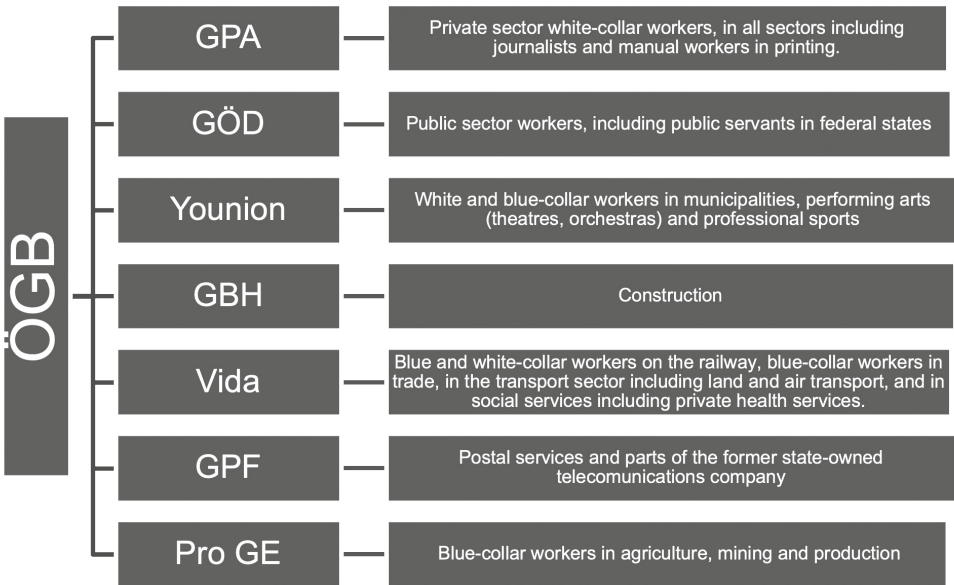 ÖGB
GPA
Private sector white-collar workers, in all sectors including
journalists and manual workers in printing.
GÖD
Public sector workers, including public servants in federal states
Younion
White and blue-collar workers in municipalities, performing arts
(theatres, orchestras) and professional sports
GBH
Construction
Vida
Blue and white-collar workers on the railway, blue-collar workers in
trade, in the transport sector including land and air transport, and in
social services including private health services.
GPF
Postal services and parts of the former state-owned
telecommunications company
Pro GE
Blue-collar workers in agriculture, mining and production